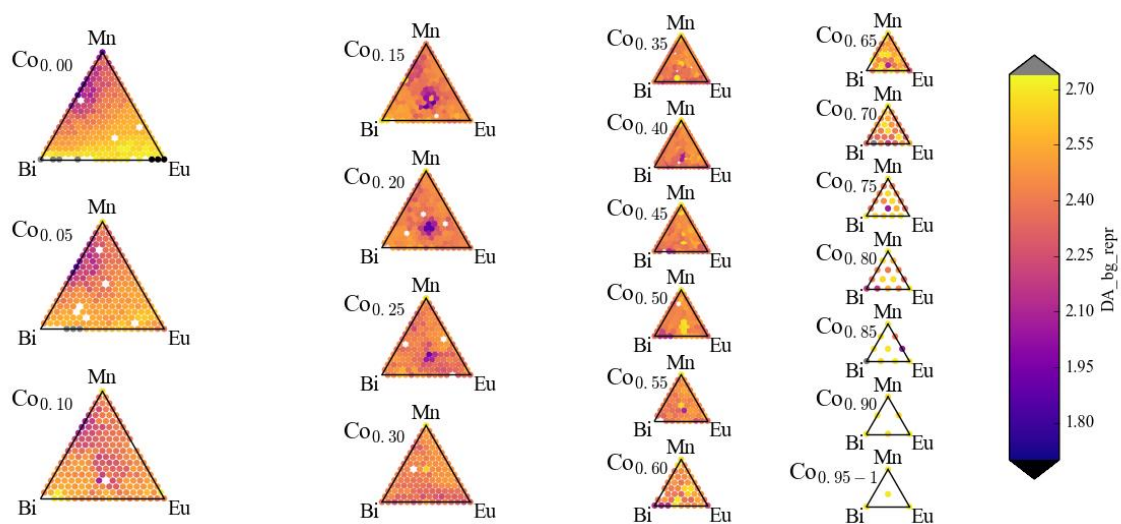 Mn
Co0.00
Bi
Eu
Mn
Co0.05
Bi
Eu
Mn
Co0.10
Bi
Eu
Mn
Co0.15
Bi
Eu
Mn
Co0.20
Bi
Eu
Mn
Co0.25
Bi
Eu
Mn
Co0.30
Bi
Eu
Mn
Co0.35
Bi
Eu
Mn
Co0.40
Bi
Eu
Mn
Co0.45
Bi
Eu
Mn
Co0.50
Bi
Eu
Mn
Co0.55
Bi
Eu
Mn
Co0.60
Bi
Eu
Mn
Co0.65
Bi
Eu
Mn
Co0.70
Bi
Eu
Mn
Co0.75
Bi
Eu
Mn
Co0.80
Bi
Eu
Mn
Co0.85
Bi
Eu
Mn
Co0.90
Bi
Eu
Mn
Co0.95−1
Bi
Eu
2.70
2.55
2.40
2.25
2.10
1.95
1.80
DA_bg_repr